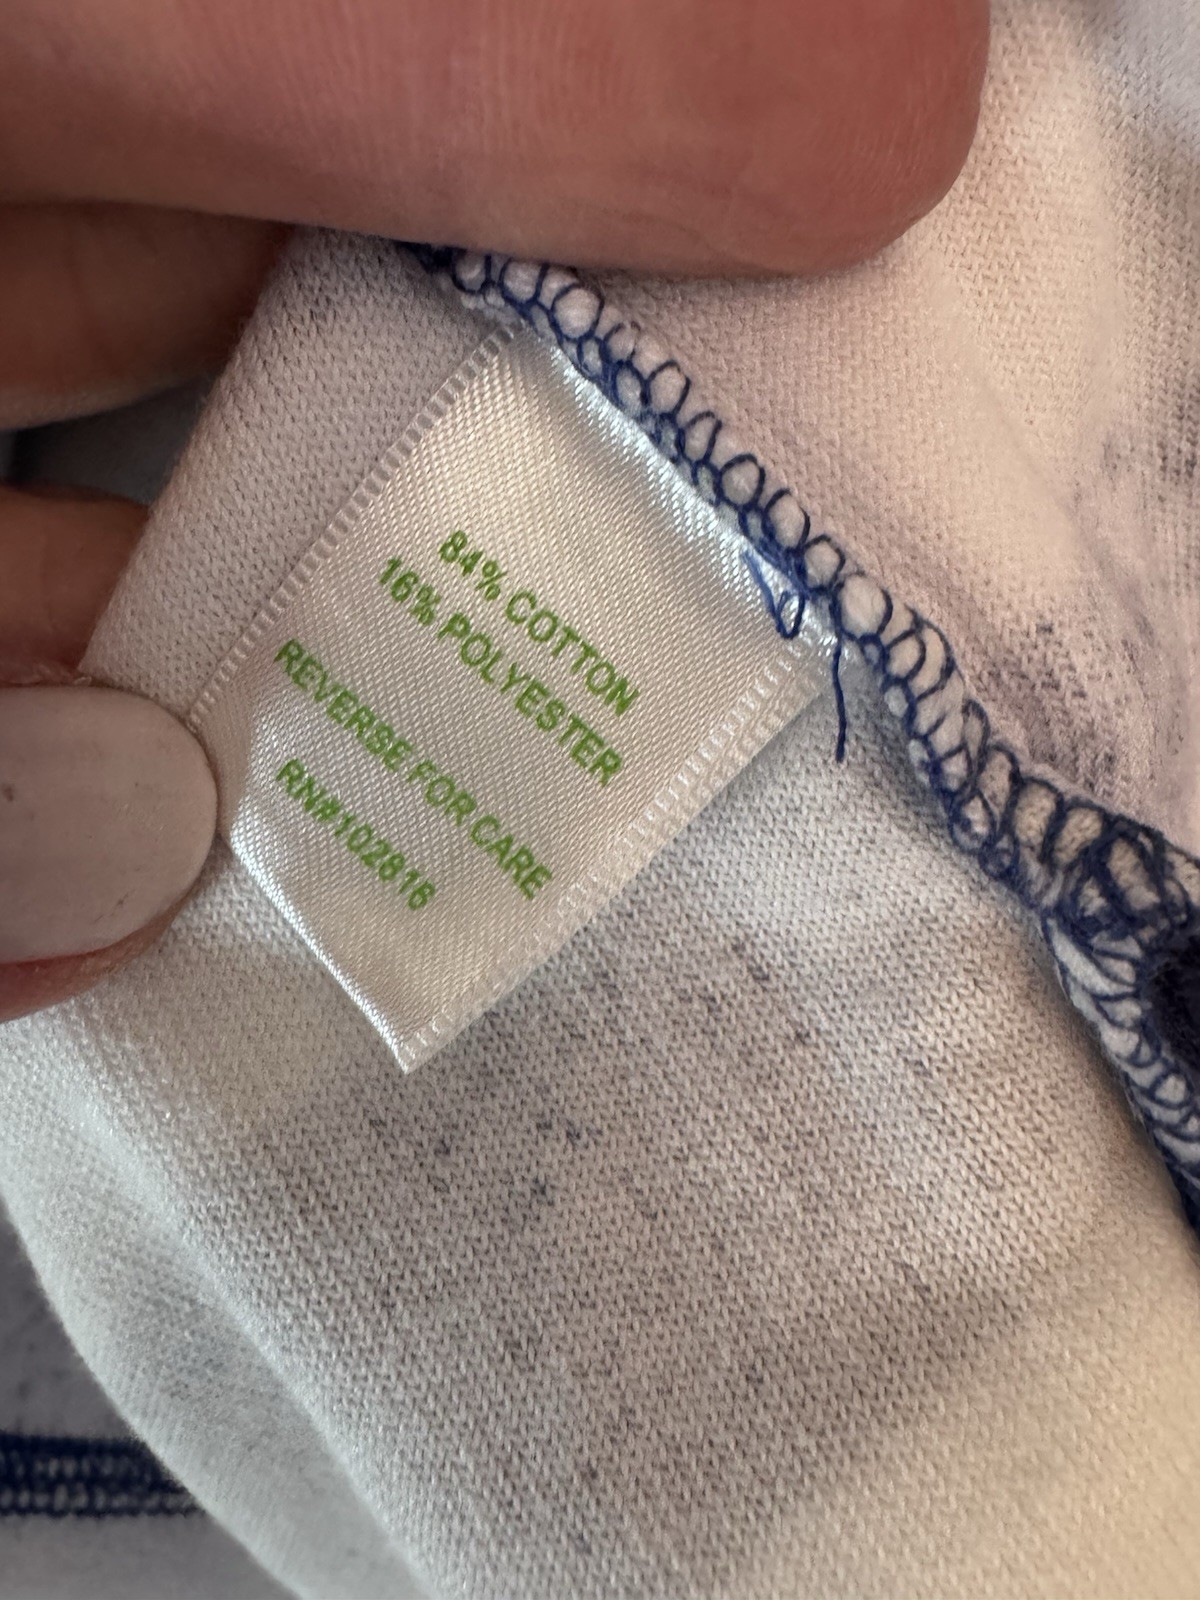 84% COTTON
16% POLYESTER
REVERSE FOR CARE
RN#102816